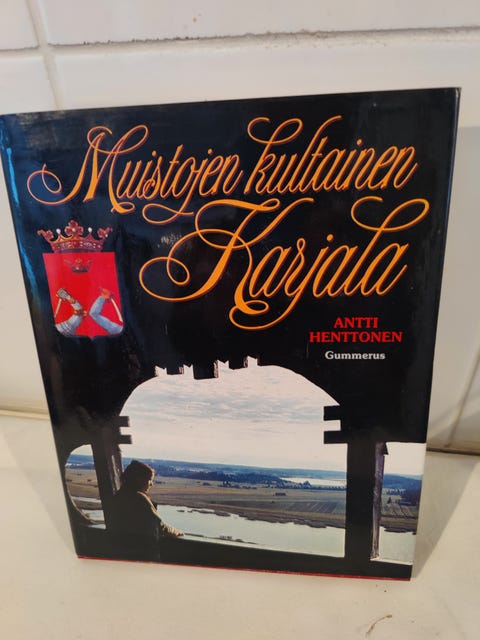 Muistojen kultainen
Karjala
ANTTI
HENTTONEN
Gummerus